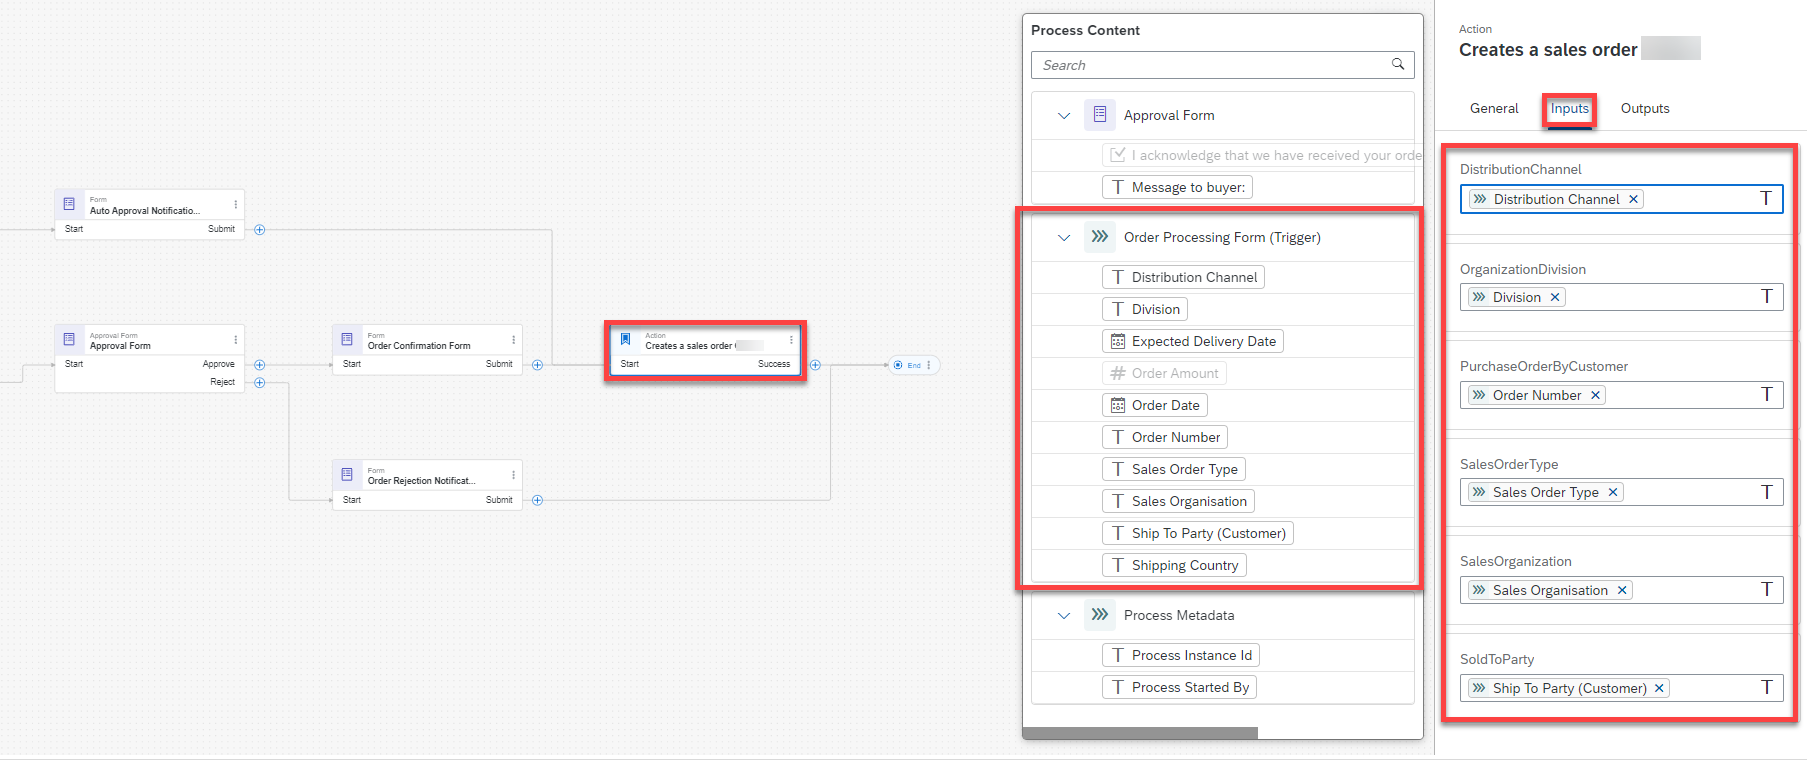 Form
Auto Approval Notificatio...
Start
Submit
Approval Form
Approval Form
Start
Approve
Reject
Form
Order Confirmation Form
Start
Submit
Form
Order Rejection Notificat...
Start
Submit
Action
Creates a sales order
Start
Success
End
Process Content
Search
Approval Form
I acknowledge that we have received your orde
Message to buyer:
Order Processing Form (Trigger)
Distribution Channel
Division
Expected Delivery Date
Order Amount
Order Date
Order Number
Sales Order Type
Sales Organisation
Ship To Party (Customer)
Shipping Country
Process Metadata
Process Instance Id
Process Started By
Action
Creates a sales order
General
Inputs
Outputs
DistributionChannel
Distribution Channel
OrganizationDivision
Division
PurchaseOrderByCustomer
Order Number
SalesOrderType
Sales Order Type
SalesOrganization
Sales Organisation
SoldToParty
Ship To Party (Customer)